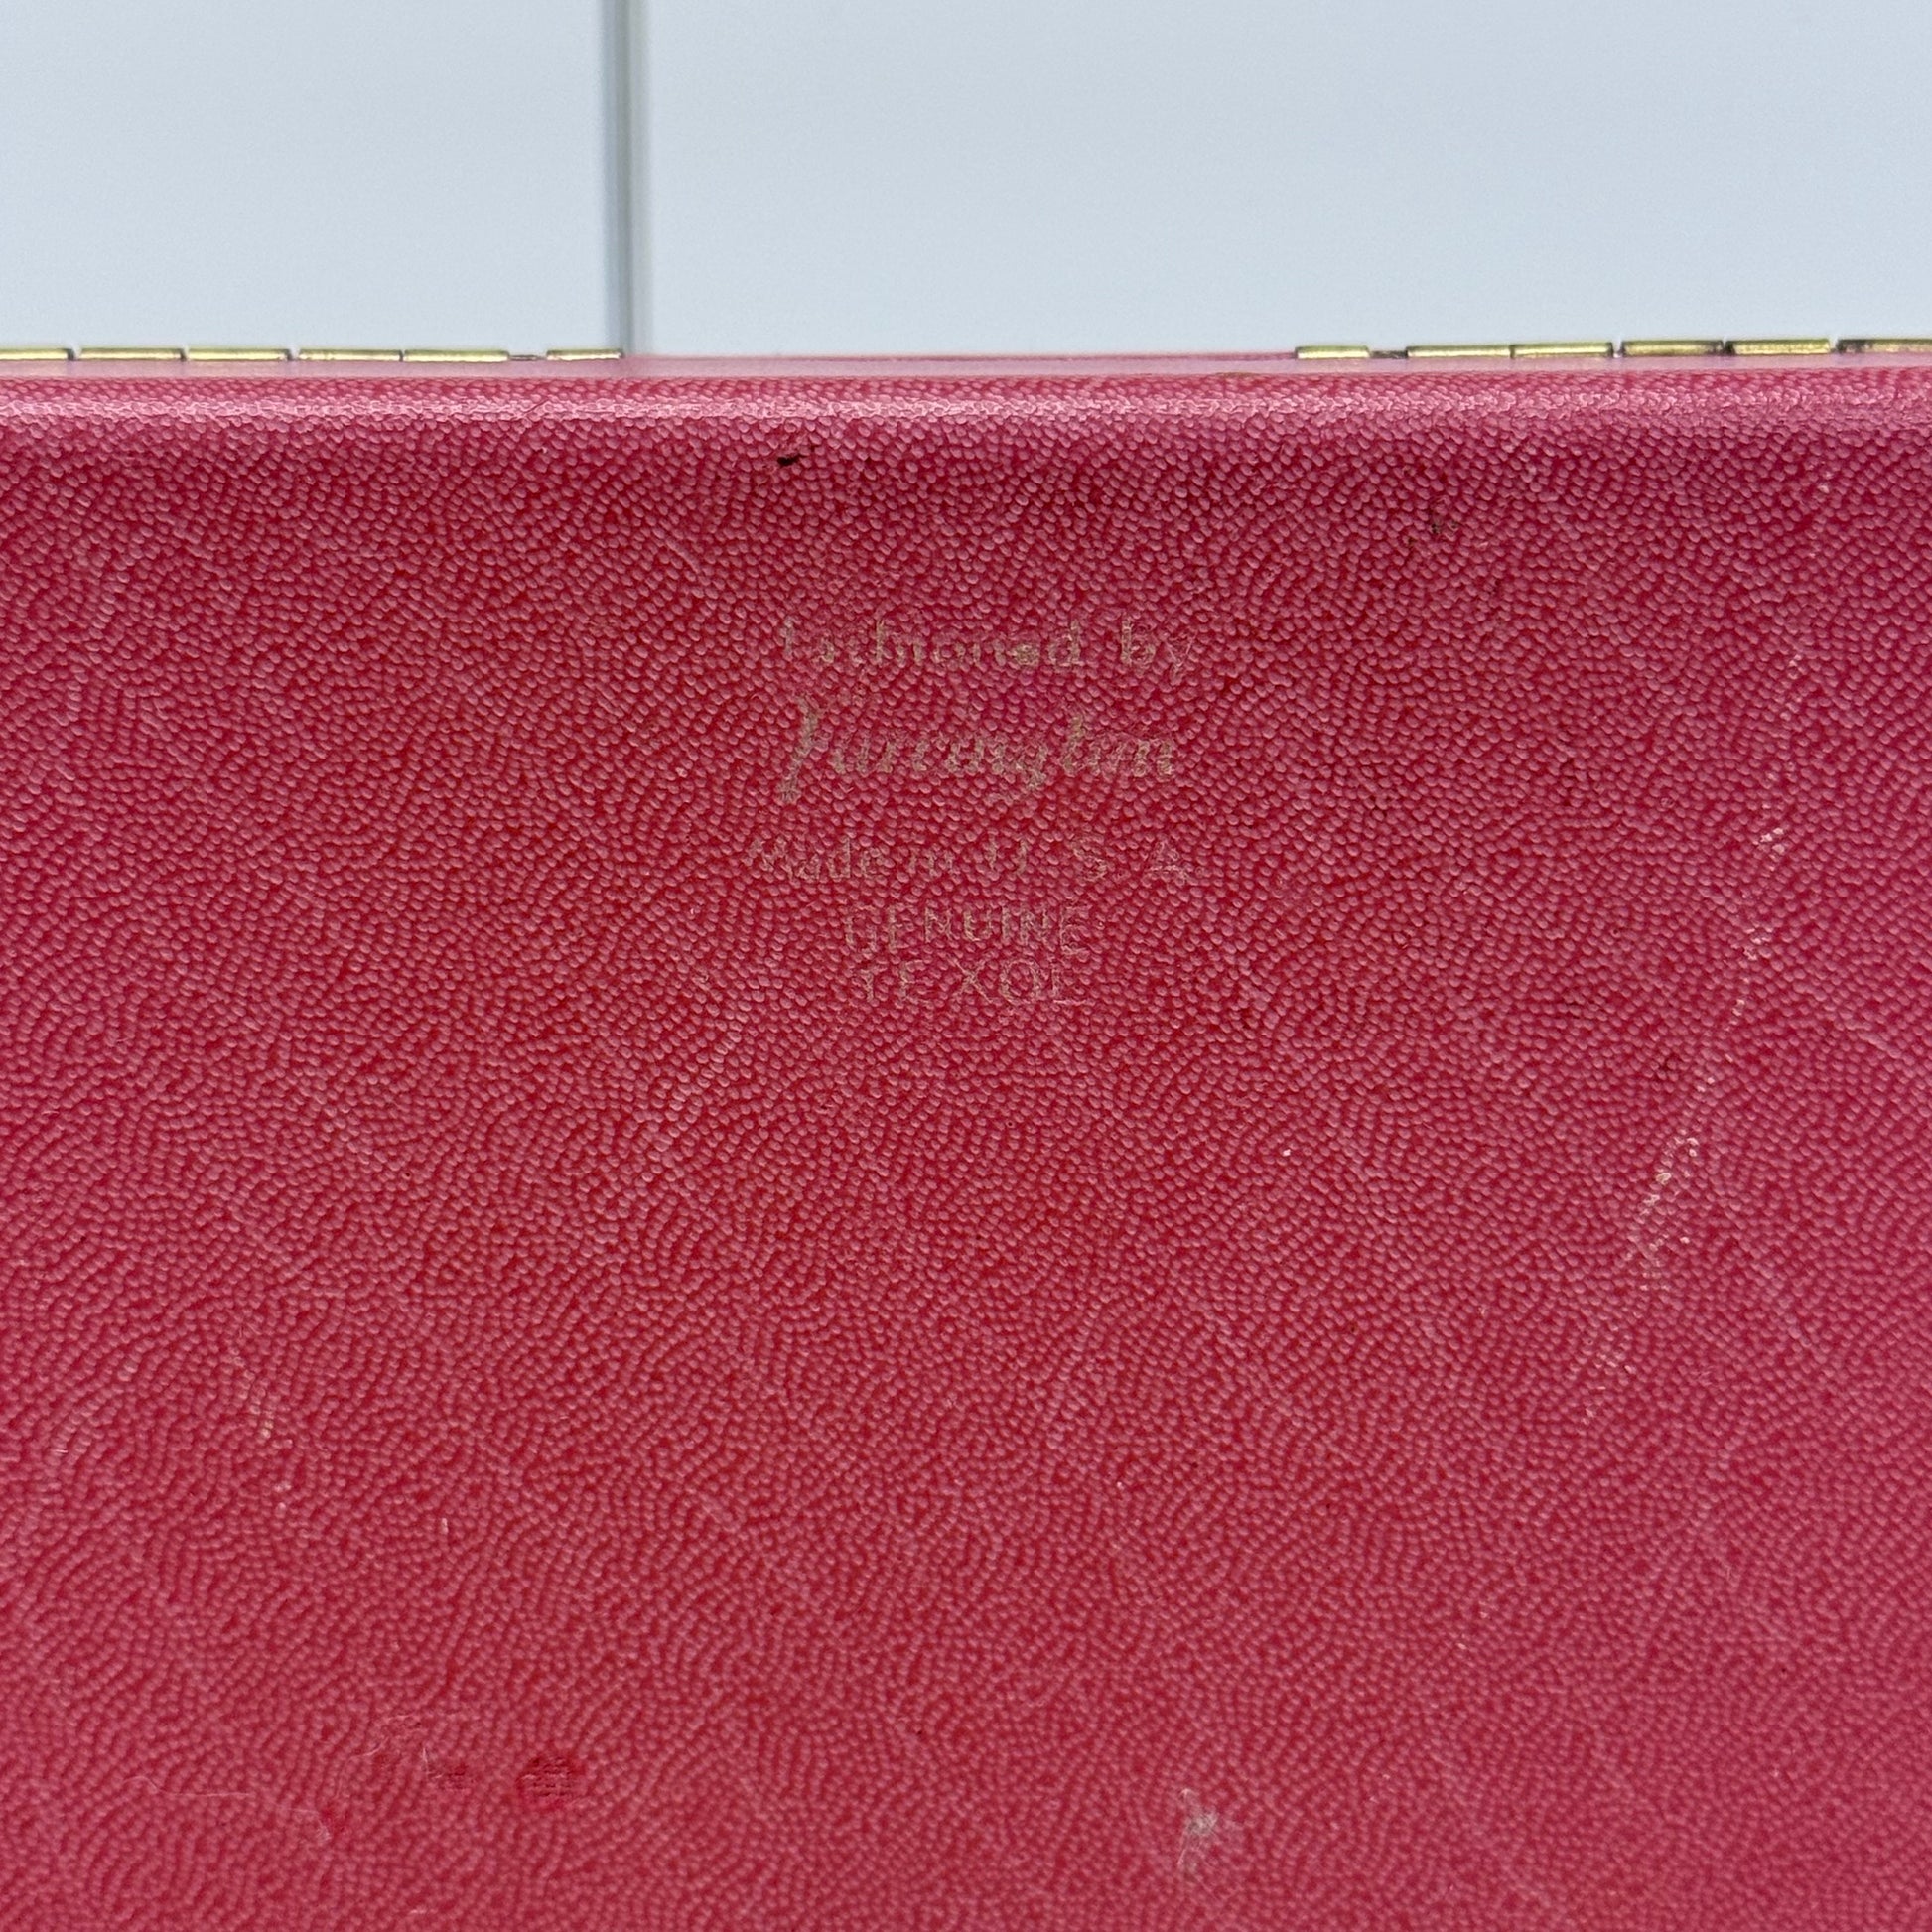 Fashioned by
Farrington
Made in U. S. A.
GENUINE
TEXOL